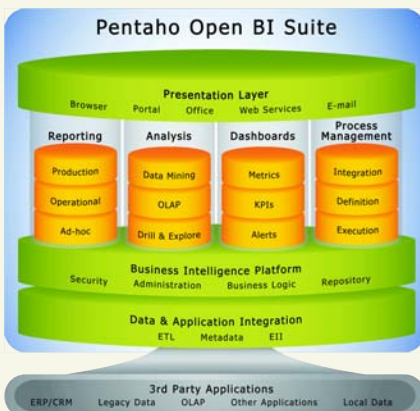 Pentaho Open BI Suite
Presentation Layer
Browser Portal Office Web Services E-mail
Reporting Analysis Dashboards Process Management
Production Data Mining Metrics Integration
Operational OLAP KPIs Definition
Ad-hoc Drill & Explore Alerts Execution
Business Intelligence Platform
Security Administration Business Logic Repository
Data & Application Integration
ETL Metadata EII
3rd Party Applications
ERP/CRM Legacy Data OLAP Other Applications Local Data